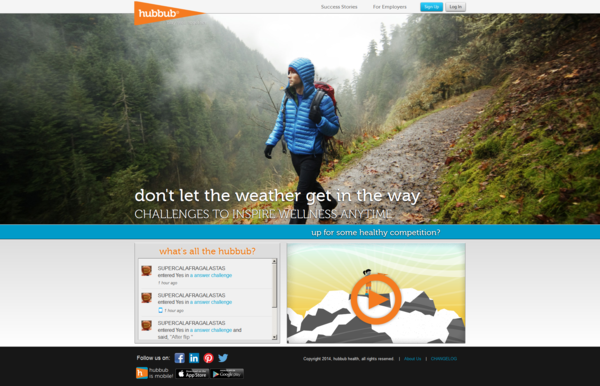 hubbub
Success Stories
For Employers
Sign Up
Log In
don't let the weather get in the way
CHALLENGES TO INSPIRE WELLNESS ANYTIME
up for some healthy competition?
what's all the hubbub?
SUPERCALAFRAGALASTAS
entered Yes in a answer challenge
1 hour ago
SUPERCALAFRAGALASTAS
entered Yes in a answer challenge
1 hour ago
SUPERCALAFRAGALASTAS
entered Yes in a answer challenge and
said, "After flip "
Follow us on:
hubbub
is mobile!
App Store
Google play
Copyright 2014, hubbub health, all rights reserved | About Us | CHANGELOG